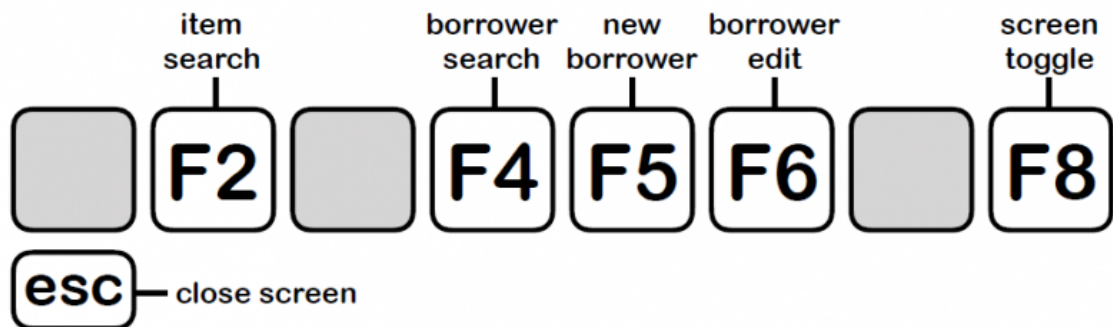 item
search
borrower
search
new
borrower
borrower
edit
screen
toggle
F2
F4
F5
F6
F8
esc
close screen